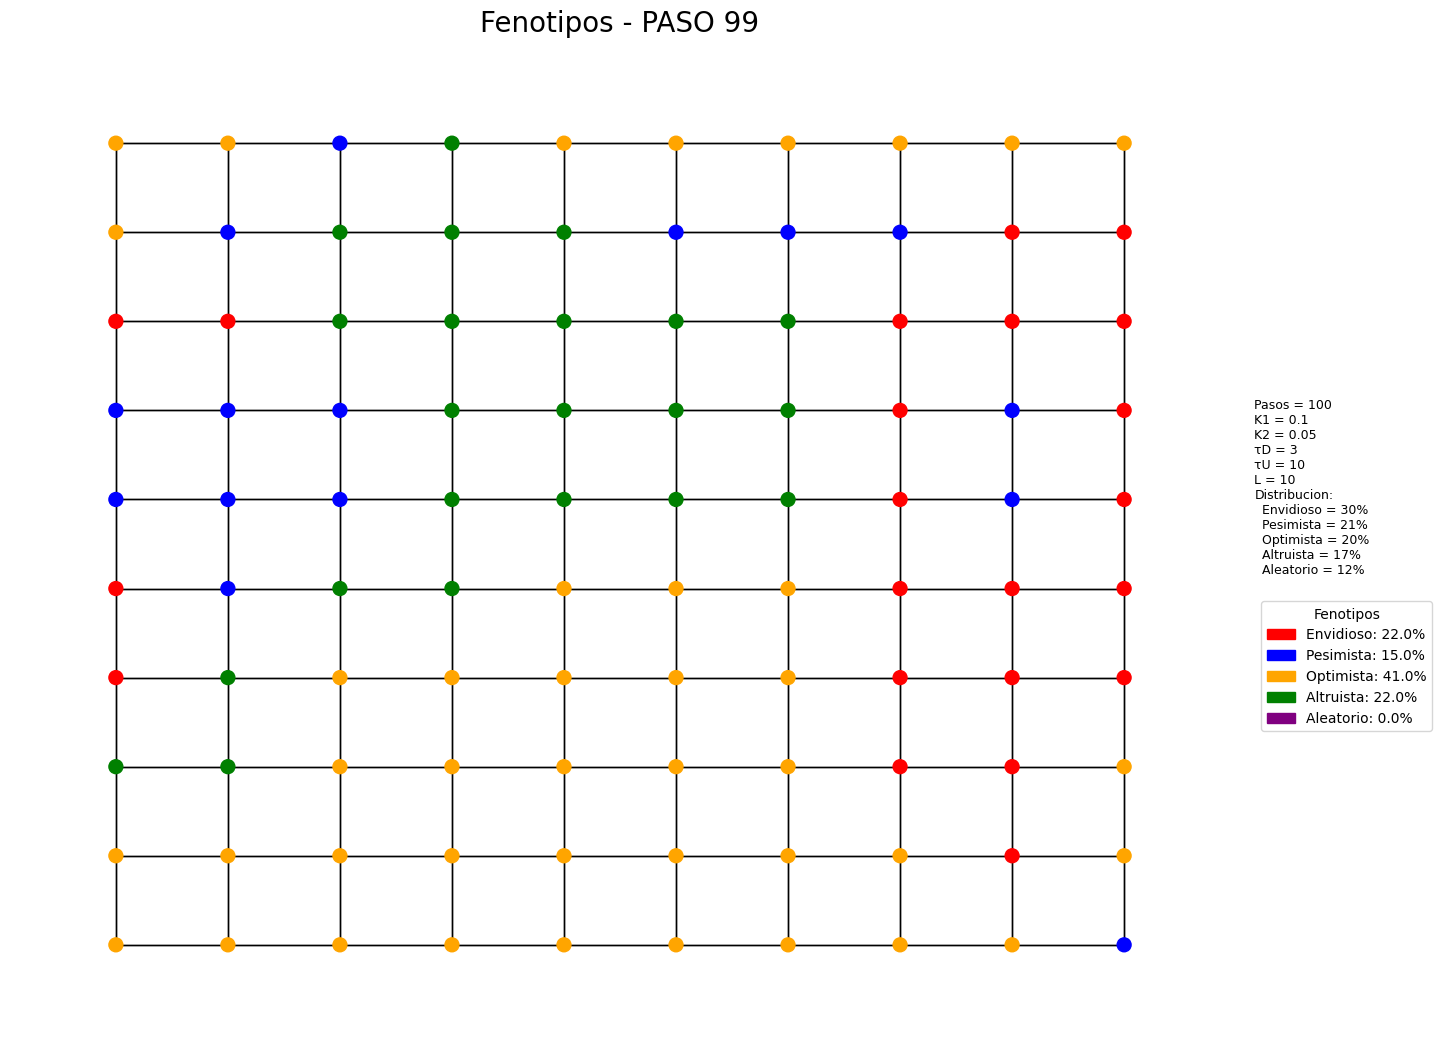 Fenotipos - PASO 99
Pasos = 100
K1 = 0.1
K2 = 0.05
τD = 3
τU = 10
L = 10
Distribucion:
Envidioso = 30%
Pesimista = 21%
Optimista = 20%
Altruista = 17%
Aleatorio = 12%
Fenotipos
Envidioso: 22.0%
Pesimista: 15.0%
Optimista: 41.0%
Altruista: 22.0%
Aleatorio: 0.0%